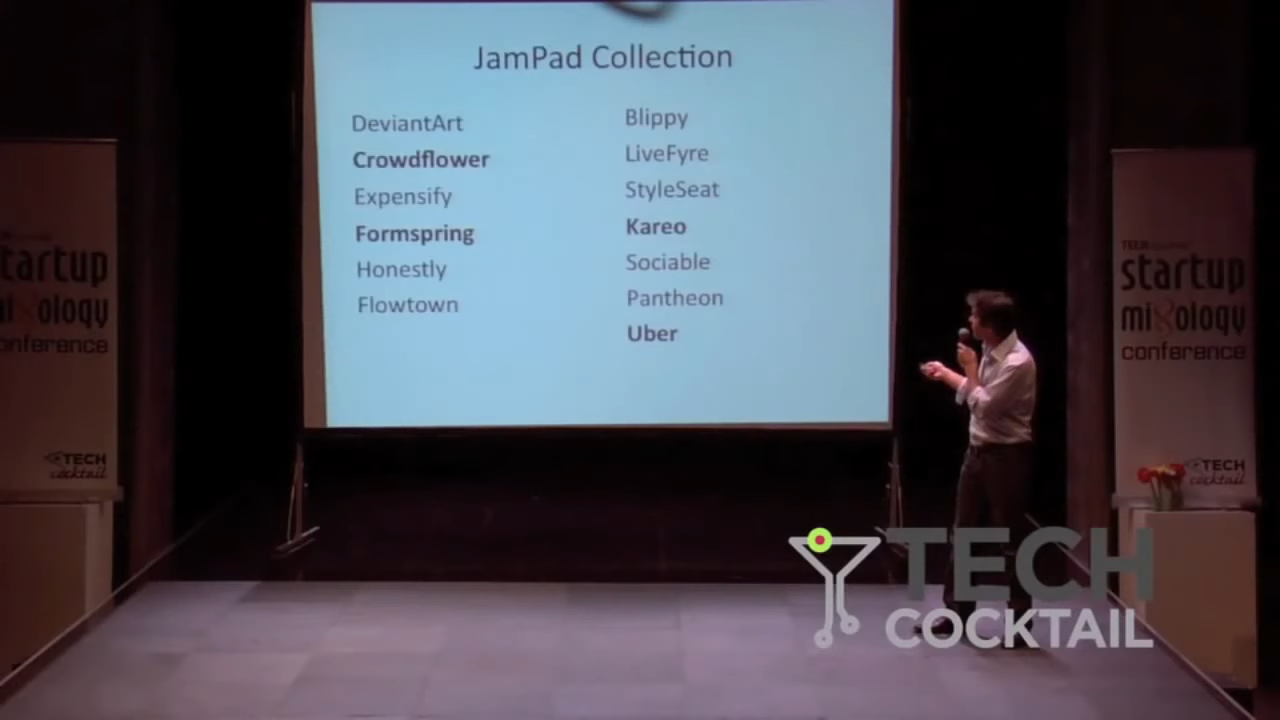 JamPad Collection
DeviantArt
Crowdflower
Expensify
Formspring
Honestly
Flowtown
Blippy
LiveFyre
StyleSeat
Kareo
Sociable
Pantheon
Uber
startup
mixology
conference
TECH
cocktail
TECH
startup
mixology
conference
TECH
cocktail
TECH
COCKTAIL